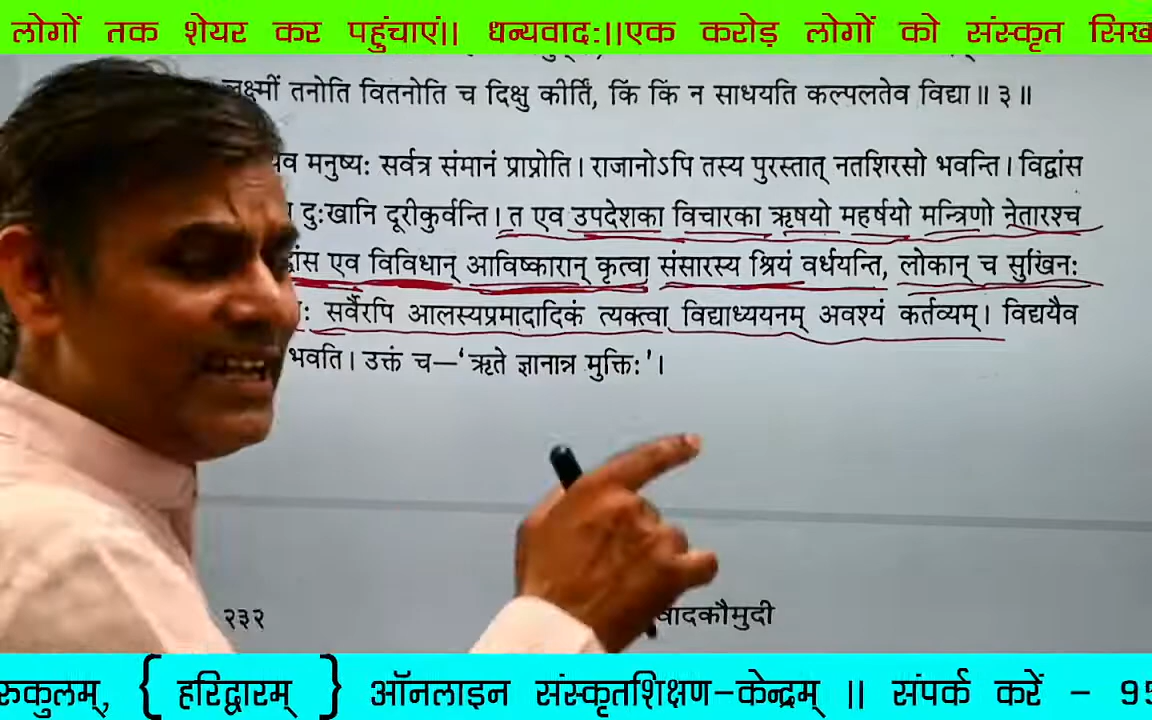 लोगों तक शेयर कर पहुंचाएं|| धन्यवादः||एक करोड़ लोगों को संस्कृत सिख
लक्ष्मीं तनोति वितनोति च दिक्षु कीर्तिं, किं किं न साधयति कल्पलतेव विद्या॥ ३॥
मनुष्यः सर्वत्र संमानं प्राप्नोति। राजानोऽपि तस्य पुरस्तात् नतशिरसो भवन्ति। विद्वांस
दुःखानि दूरीकुर्वन्ति। त एव उपदेशका विचारका ऋषयो महर्षयो मन्त्रिणो नेतारश्च
एव विविधान् आविष्कारान् कृत्वा संसारस्य श्रियं वर्धयन्ति, लोकान् च सुखिनः
सर्वैरपि आलस्यप्रमादादिकं त्यक्त्वा विद्याध्ययनम् अवश्यं कर्तव्यम्। विद्ययैव
भवति। उक्तं च—'ऋते ज्ञानान्न मुक्तिः'।
२३२ वादकौमुदी
रुकुलम्, { हरिद्वारम् } ऑनलाइन संस्कृतशिक्षण-केन्द्रम् || संपर्क करें - 95